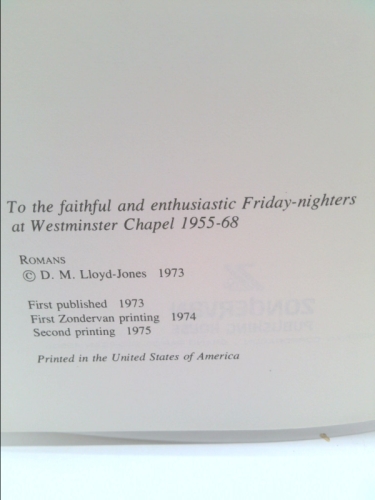 To the faithful and enthusiastic Friday-nighters
at Westminster Chapel 1955-68
ROMANS
© D. M. Lloyd-Jones 1973
First published 1973
First Zondervan printing 1974
Second printing 1975
Printed in the United States of America